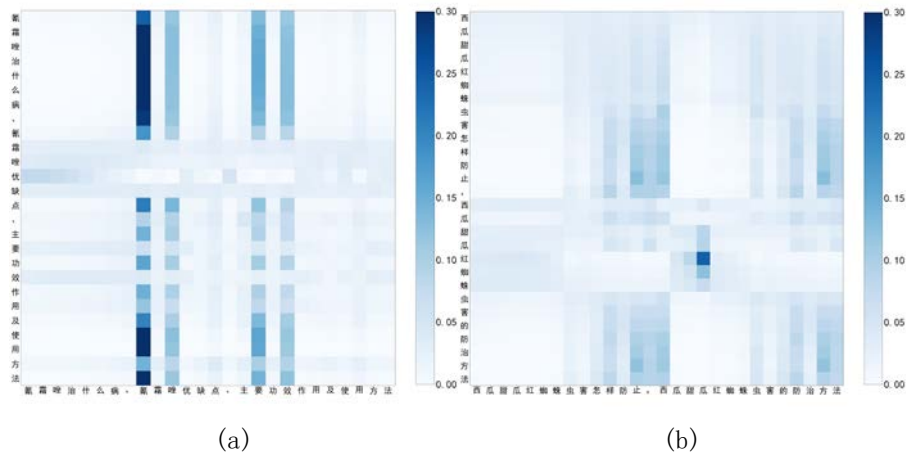 氰
霜
唑
治
什
么
病
，
氰
霜
唑
优
缺
点
、
主
要
功
效
作
用
及
使
用
方
法
氰 霜 唑 治 什 么 病 ， 氰 霜 唑 优 缺 点 、 主 要 功 效 作 用 及 使 用 方 法
0.30
0.25
0.20
0.15
0.10
0.05
0.00
(a)
西
瓜
甜
瓜
红
蜘
蛛
虫
害
怎
样
防
止
，
西
瓜
甜
瓜
红
蜘
蛛
虫
害
的
防
治
方
法
西 瓜 甜 瓜 红 蜘 蛛 虫 害 怎 样 防 止 ， 西 瓜 甜 瓜 红 蜘 蛛 虫 害 的 防 治 方 法
0.30
0.25
0.20
0.15
0.10
0.05
0.00
(b)